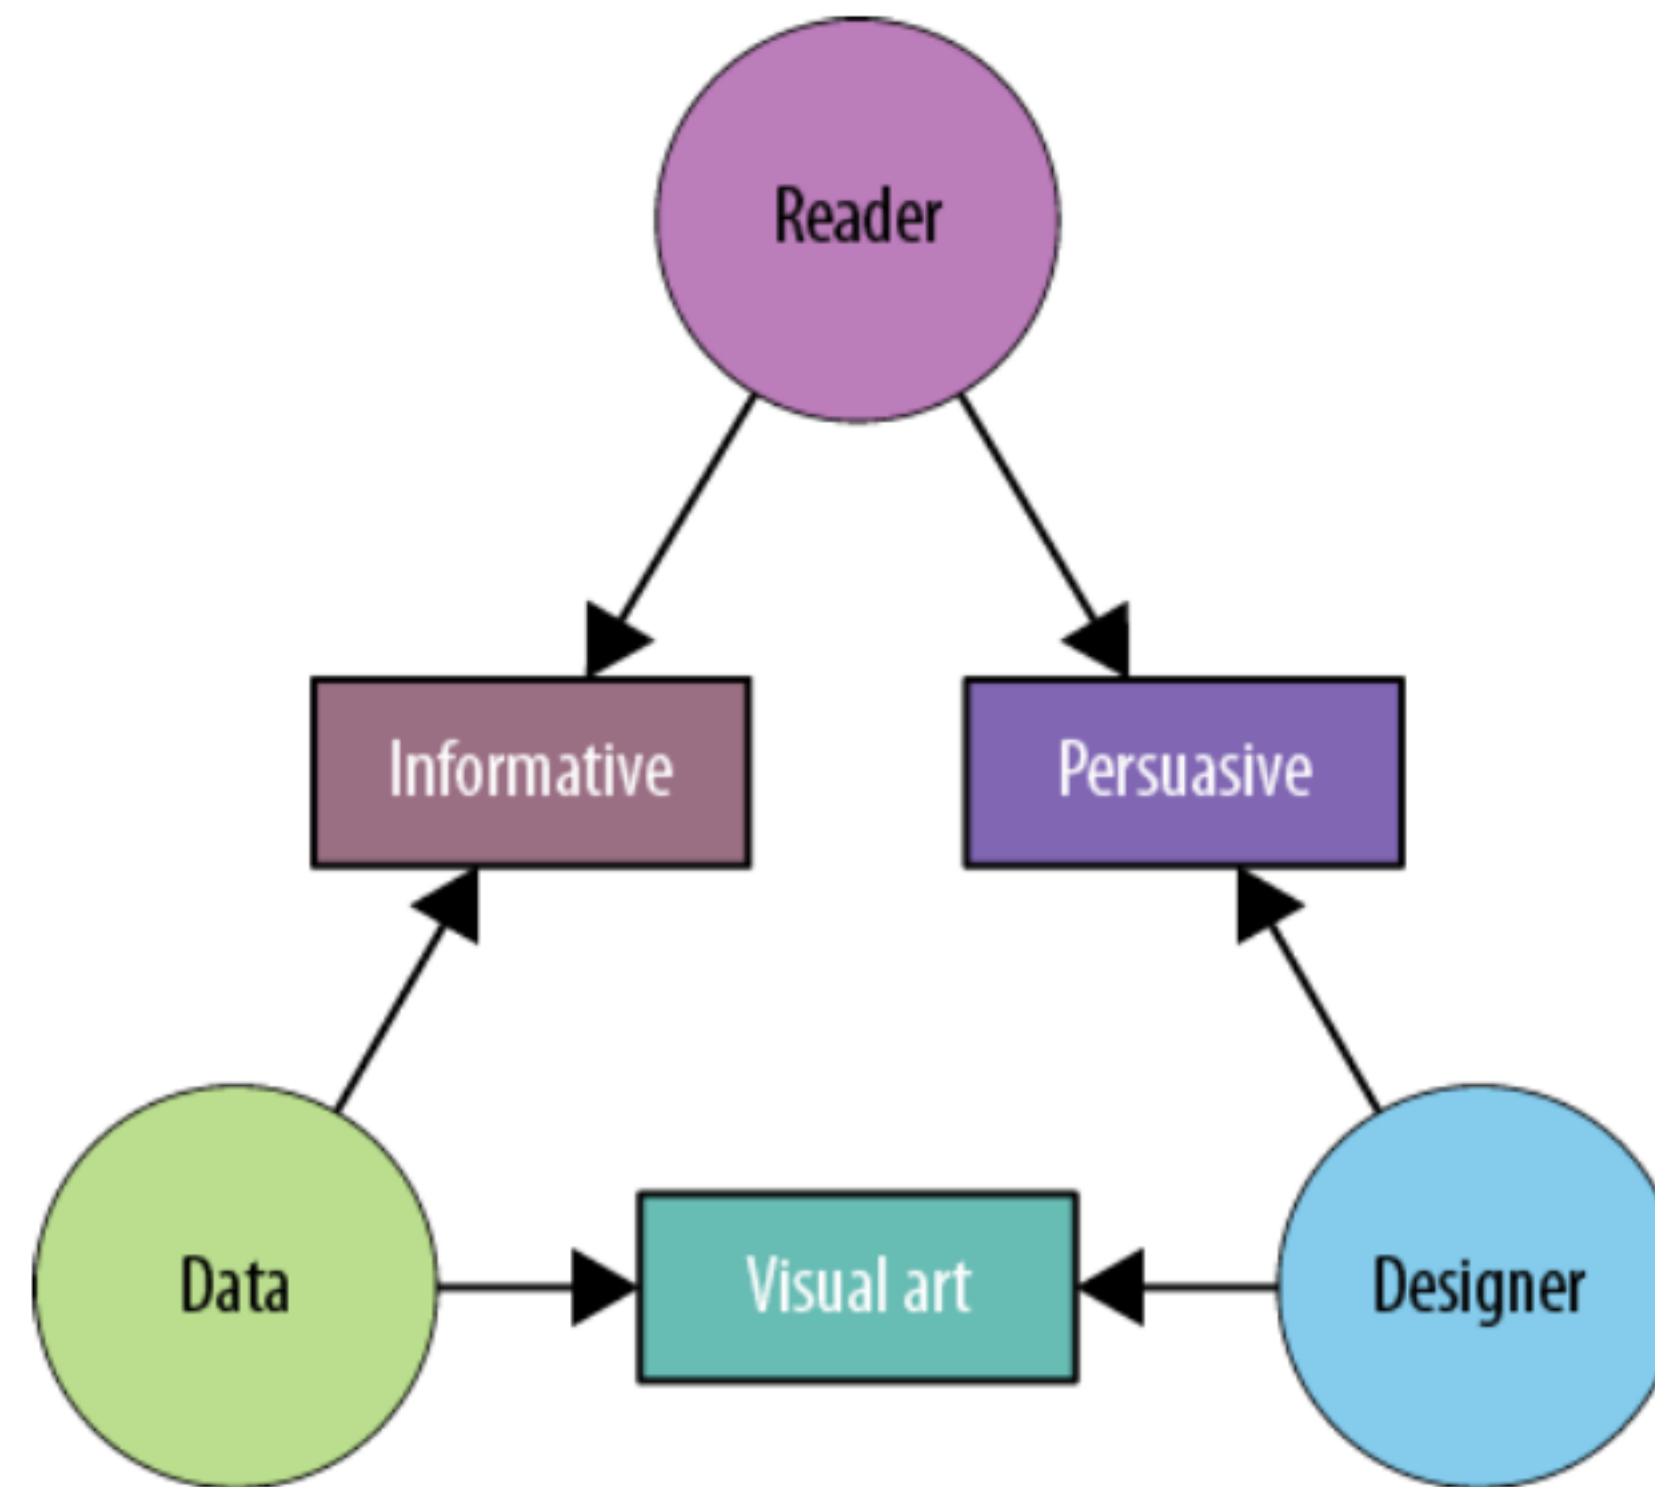 Reader
Informative
Persuasive
Data
Visual art
Designer